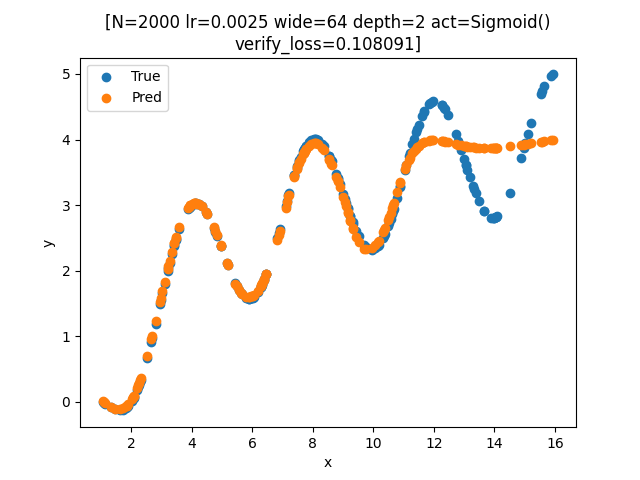 [N=2000 lr=0.0025 wide=64 depth=2 act=Sigmoid()
verify_loss=0.108091]
True
Pred
5
4
3
2
1
0
y
2 4 6 8 10 12 14 16
x